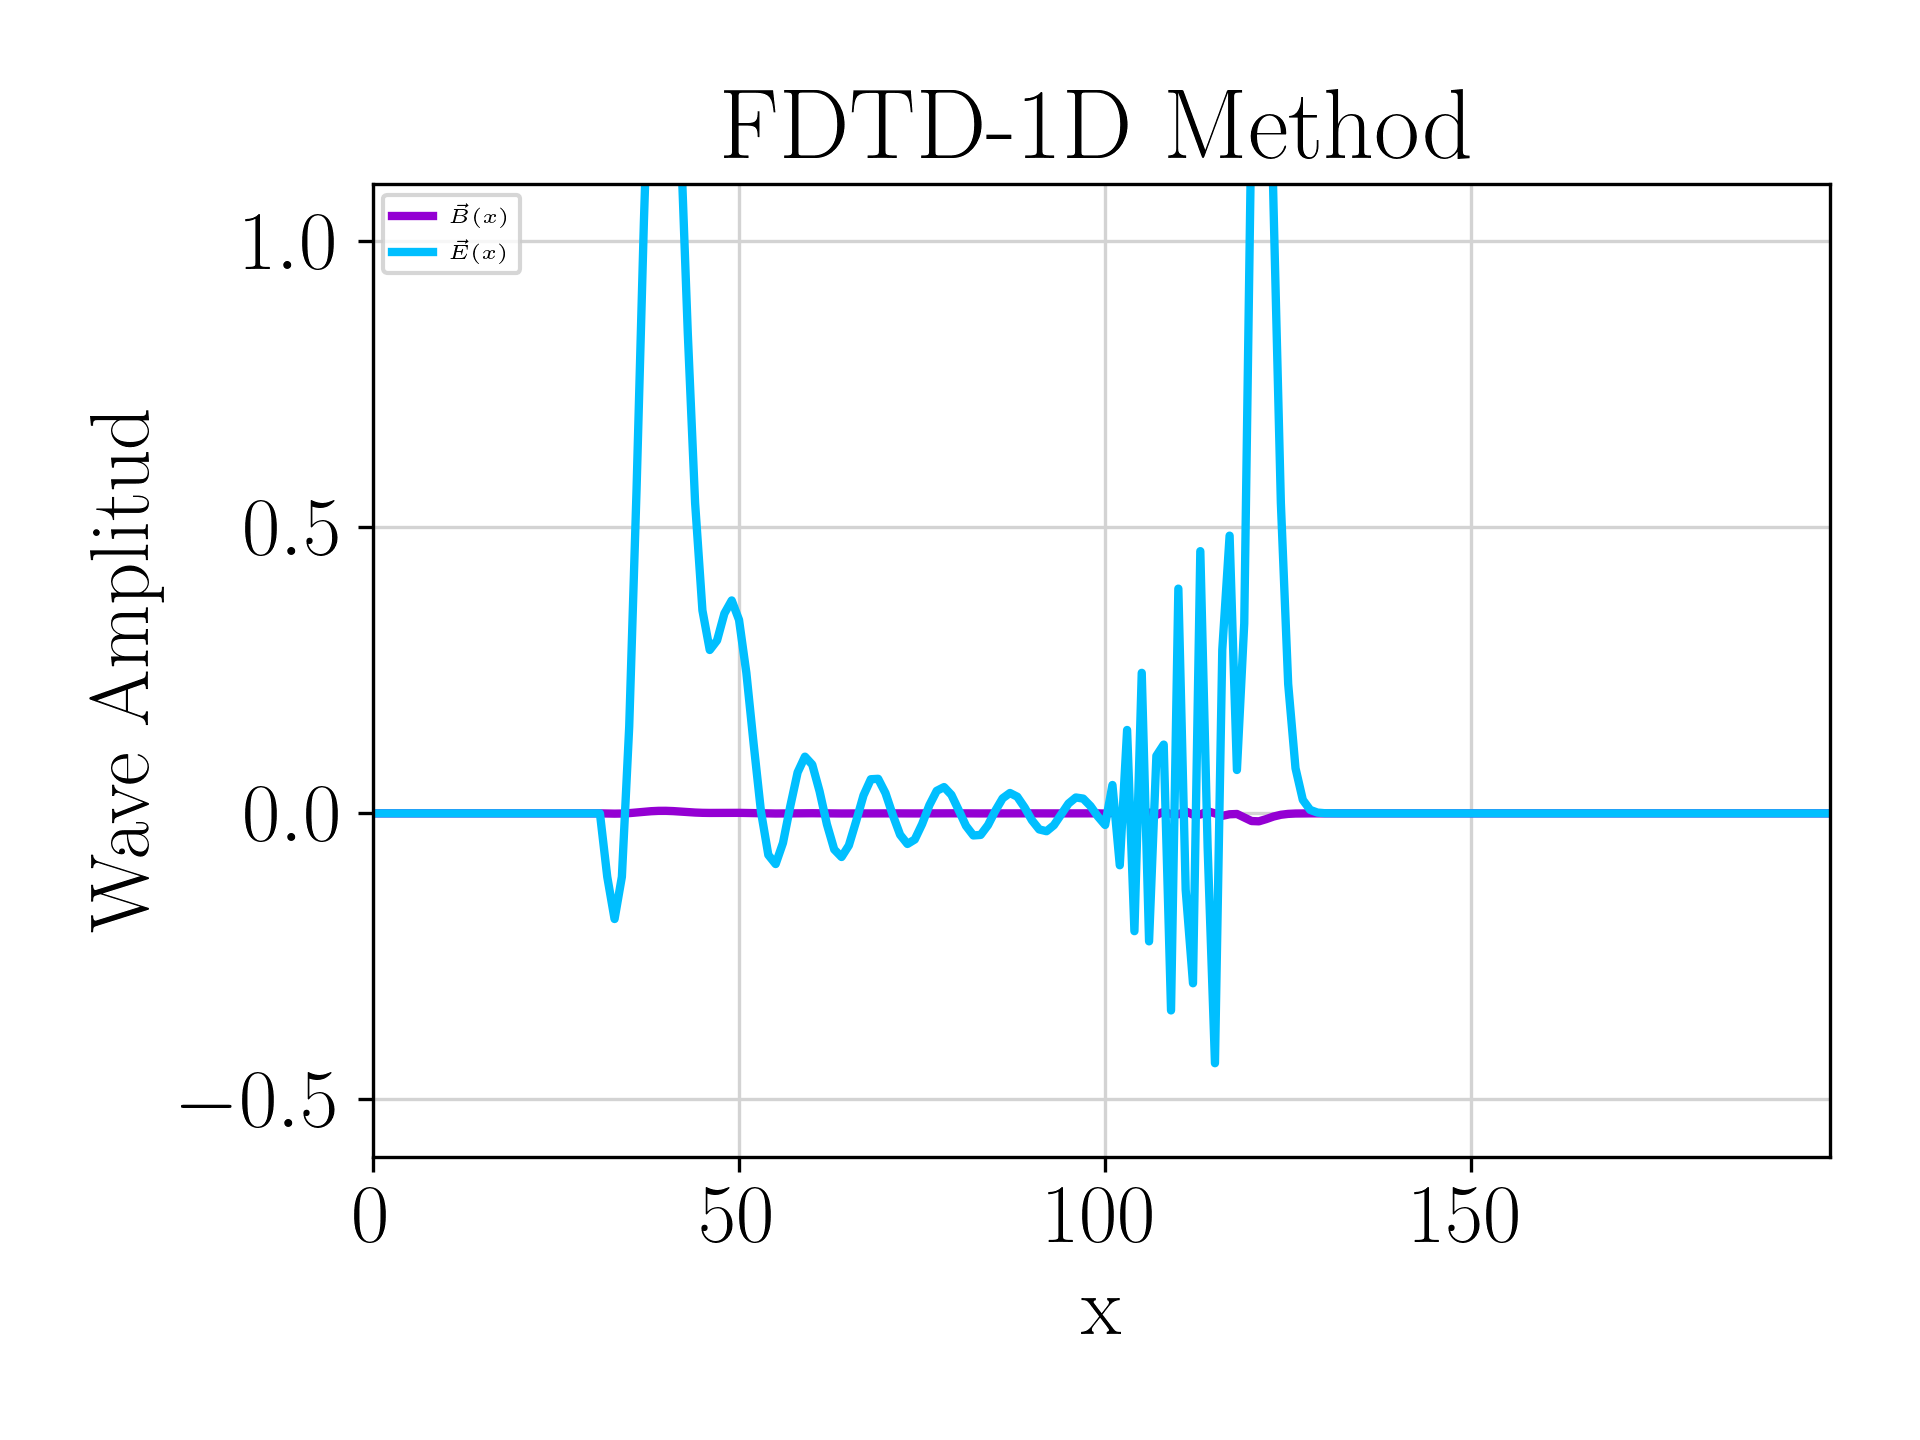 FDTD-1D Method
$\vec{B}(x)$
$\vec{E}(x)$
1.0
0.5
0.0
−0.5
Wave Amplitud
0 50 100 150
x